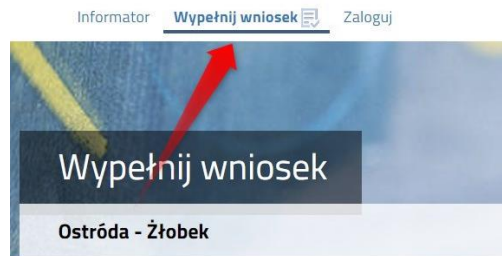 Informator Wypełnij wniosek Zaloguj
Wypełnij wniosek
Ostróda - Żłobek